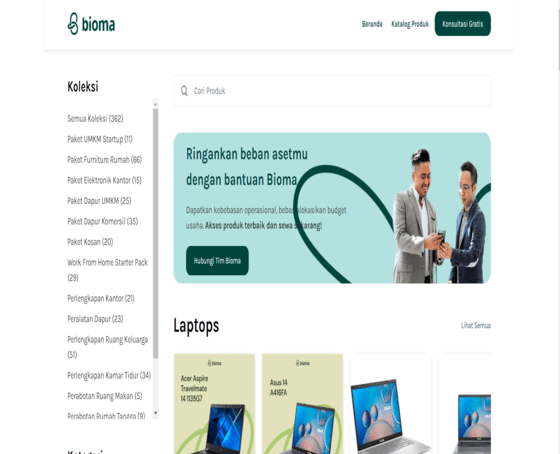 bioma
Beranda
Katalog Produk
Konsultasi Gratis
Koleksi
Semua Koleksi (362)
Paket UMKM Startup (11)
Paket Furniture Rumah (66)
Paket Elektronik Kantor (15)
Paket Dapur UMKM (25)
Paket Dapur Komersil (35)
Paket Kosan (20)
Work From Home Starter Pack
(29)
Perlengkapan Kantor (21)
Peralatan Dapur (23)
Perlengkapan Ruang Keluarga
(51)
Perlengkapan Kamar Tidur (34)
Perabotan Ruang Makan (5)
Perabotan Rumah Tangga (9)
Kategori
Cari Produk
Ringankan beban asetmu
dengan bantuan Bioma
Dapatkan kebebasan operasional, bebas alokasikan budget
usaha. Akses produk terbaik dan sewa sekarang!
Hubungi Tim Bioma
Laptops
Lihat Semua
bioma
Acer Aspire
Travelmate
14 I1135G7
bioma
Asus 14
A416FA